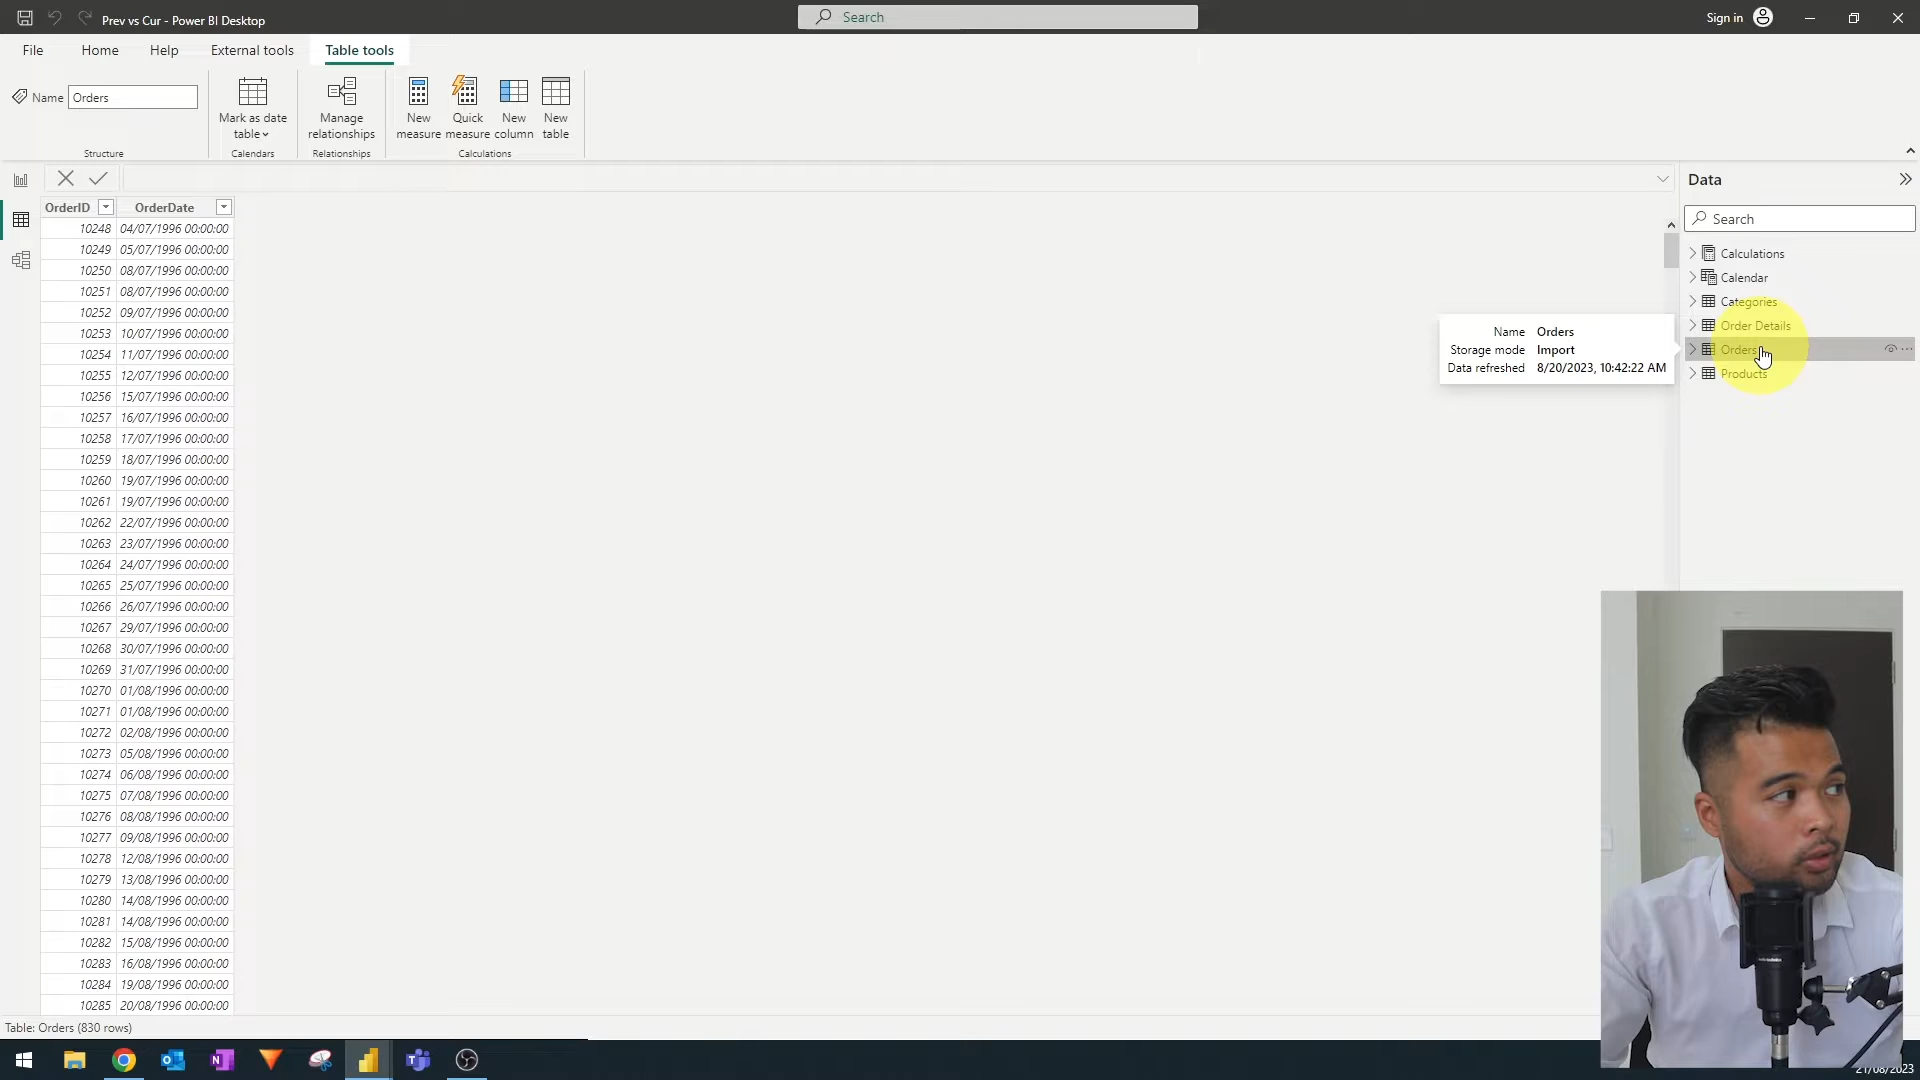 Prev vs Cur - Power BI Desktop
Search
Sign in
File
Home
Help
External tools
Table tools
Name
Orders
Mark as date
table
Manage
relationships
New
measure
Quick
measure
New
column
New
table
Structure
Calendars
Relationships
Calculations
OrderID
OrderDate
10248 04/07/1996 00:00:00
10249 05/07/1996 00:00:00
10250 08/07/1996 00:00:00
10251 08/07/1996 00:00:00
10252 09/07/1996 00:00:00
10253 10/07/1996 00:00:00
10254 11/07/1996 00:00:00
10255 12/07/1996 00:00:00
10256 15/07/1996 00:00:00
10257 16/07/1996 00:00:00
10258 17/07/1996 00:00:00
10259 18/07/1996 00:00:00
10260 19/07/1996 00:00:00
10261 19/07/1996 00:00:00
10262 22/07/1996 00:00:00
10263 23/07/1996 00:00:00
10264 24/07/1996 00:00:00
10265 25/07/1996 00:00:00
10266 26/07/1996 00:00:00
10267 29/07/1996 00:00:00
10268 30/07/1996 00:00:00
10269 31/07/1996 00:00:00
10270 01/08/1996 00:00:00
10271 01/08/1996 00:00:00
10272 02/08/1996 00:00:00
10273 05/08/1996 00:00:00
10274 06/08/1996 00:00:00
10275 07/08/1996 00:00:00
10276 08/08/1996 00:00:00
10277 09/08/1996 00:00:00
10278 12/08/1996 00:00:00
10279 13/08/1996 00:00:00
10280 14/08/1996 00:00:00
10281 14/08/1996 00:00:00
10282 15/08/1996 00:00:00
10283 16/08/1996 00:00:00
10284 19/08/1996 00:00:00
10285 20/08/1996 00:00:00
Name Orders
Storage mode Import
Data refreshed 8/20/2023, 10:42:22 AM
Data
Search
Calculations
Calendar
Categories
Order Details
Orders
Products
Table: Orders (830 rows)
21/08/2023